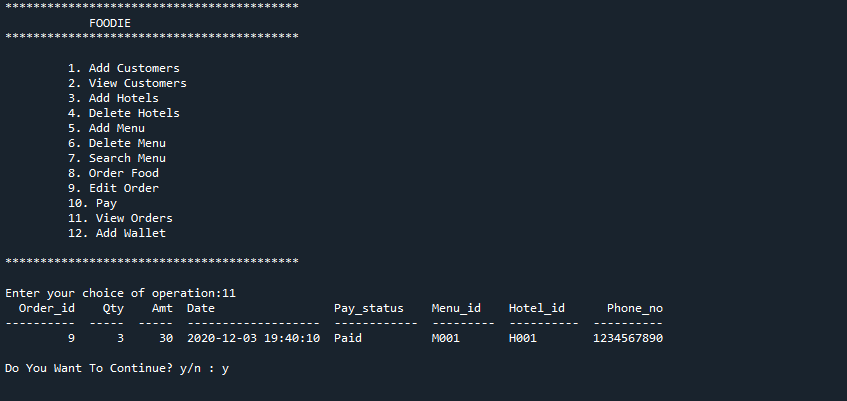 ******************************************
FOODIE
******************************************
1. Add Customers
2. View Customers
3. Add Hotels
4. Delete Hotels
5. Add Menu
6. Delete Menu
7. Search Menu
8. Order Food
9. Edit Order
10. Pay
11. View Orders
12. Add Wallet
******************************************
Enter your choice of operation:11
Order_id Qty Amt Date Pay_status Menu_id Hotel_id Phone_no
---------- ----- ----- ------------------- ------------ --------- ---------- ----------
9 3 30 2020-12-03 19:40:10 Paid M001 H001 1234567890
Do You Want To Continue? y/n : y